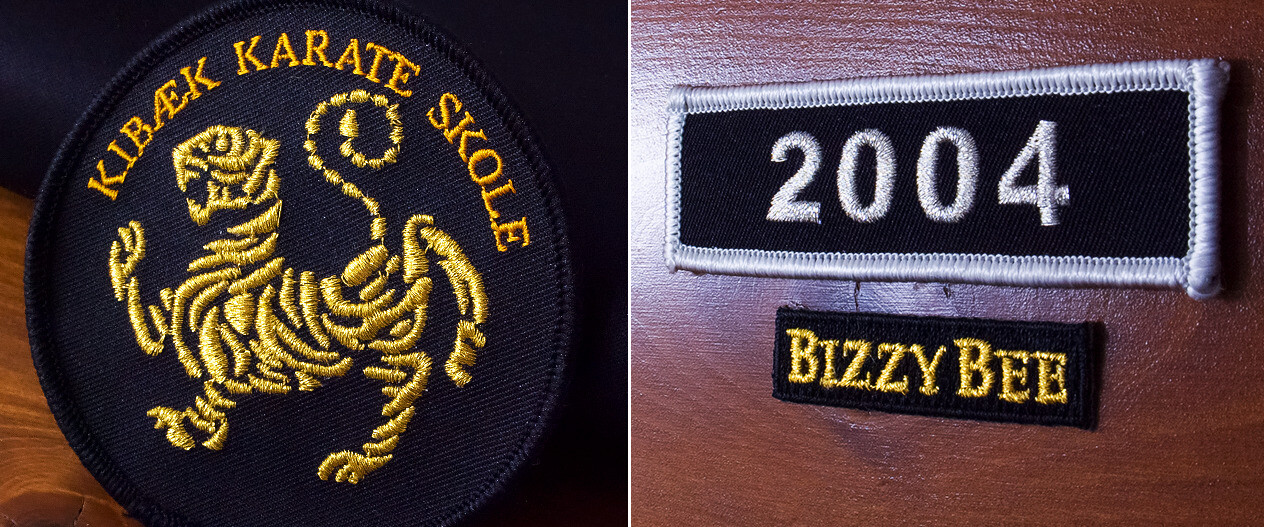 KIBÆK KARATE SKOLE
2004
BIZZY BEE